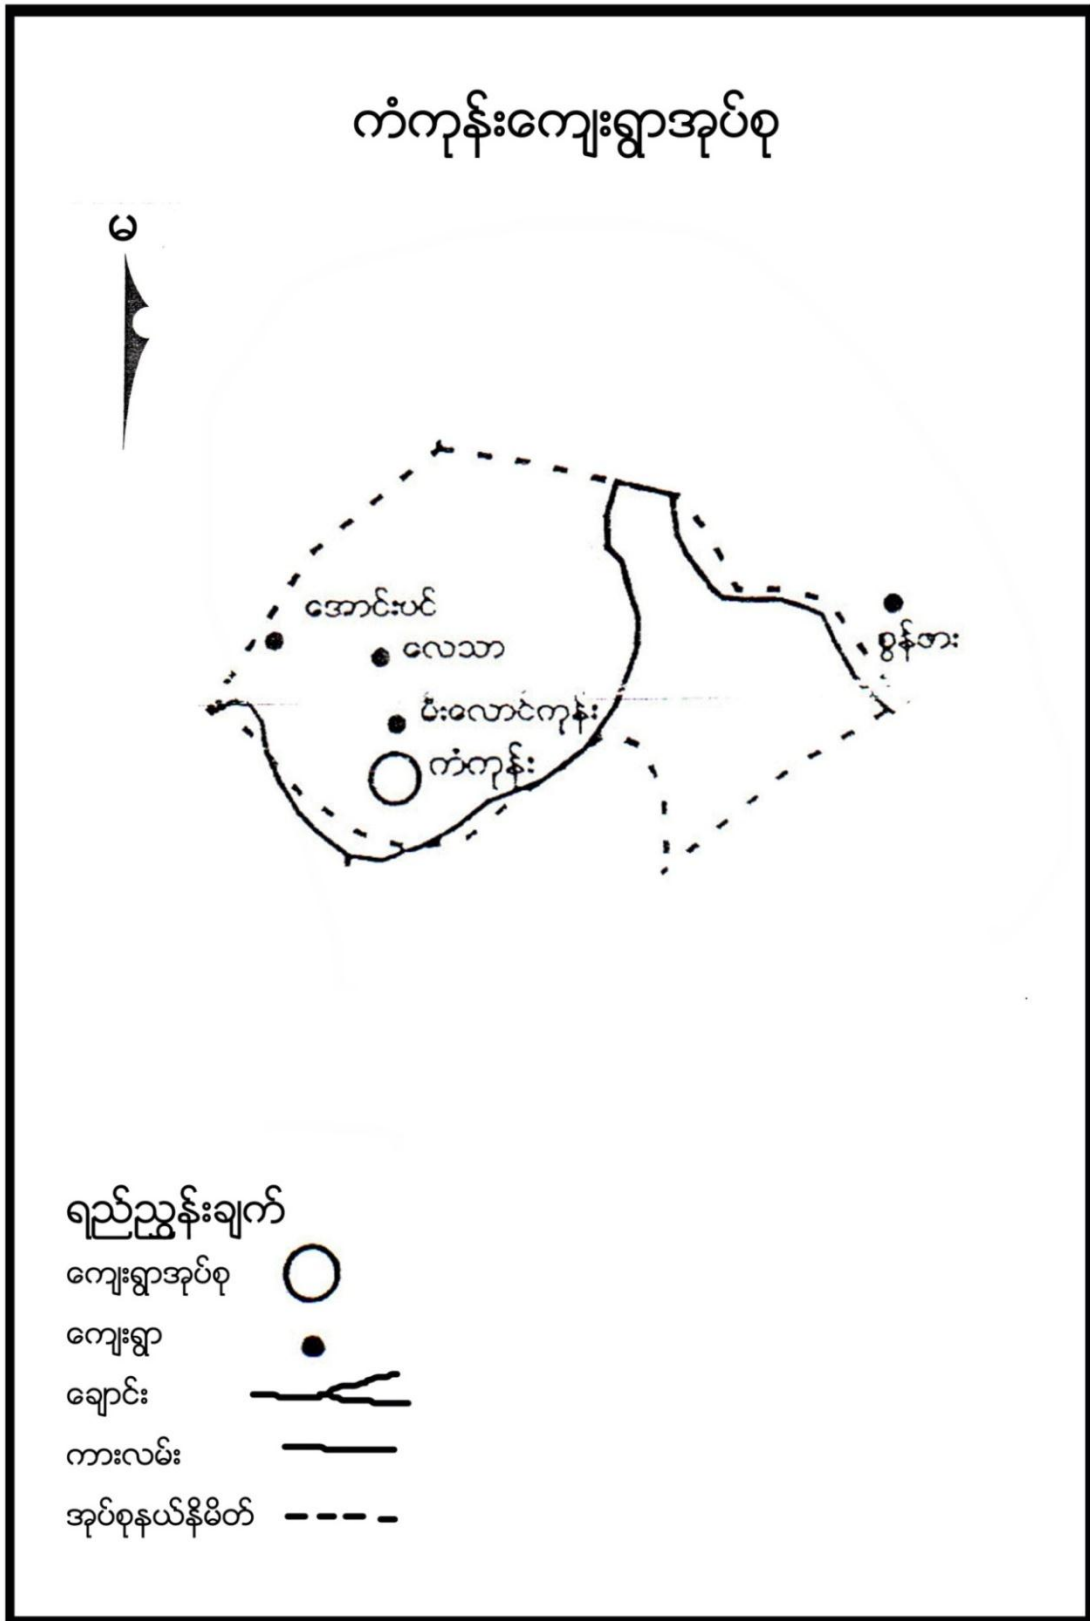 ကံကုန်းကျေးရွာအုပ်စု
မ
အောင်းပင်
လေသာ
စွန်ဇား
မီးလောင်ကုန်း
ကံကုန်း
ရည်ညွှန်းချက်
ကျေးရွာအုပ်စု
ကျေးရွာ
ချောင်း
ကားလမ်း
အုပ်စုနယ်နိမိတ်